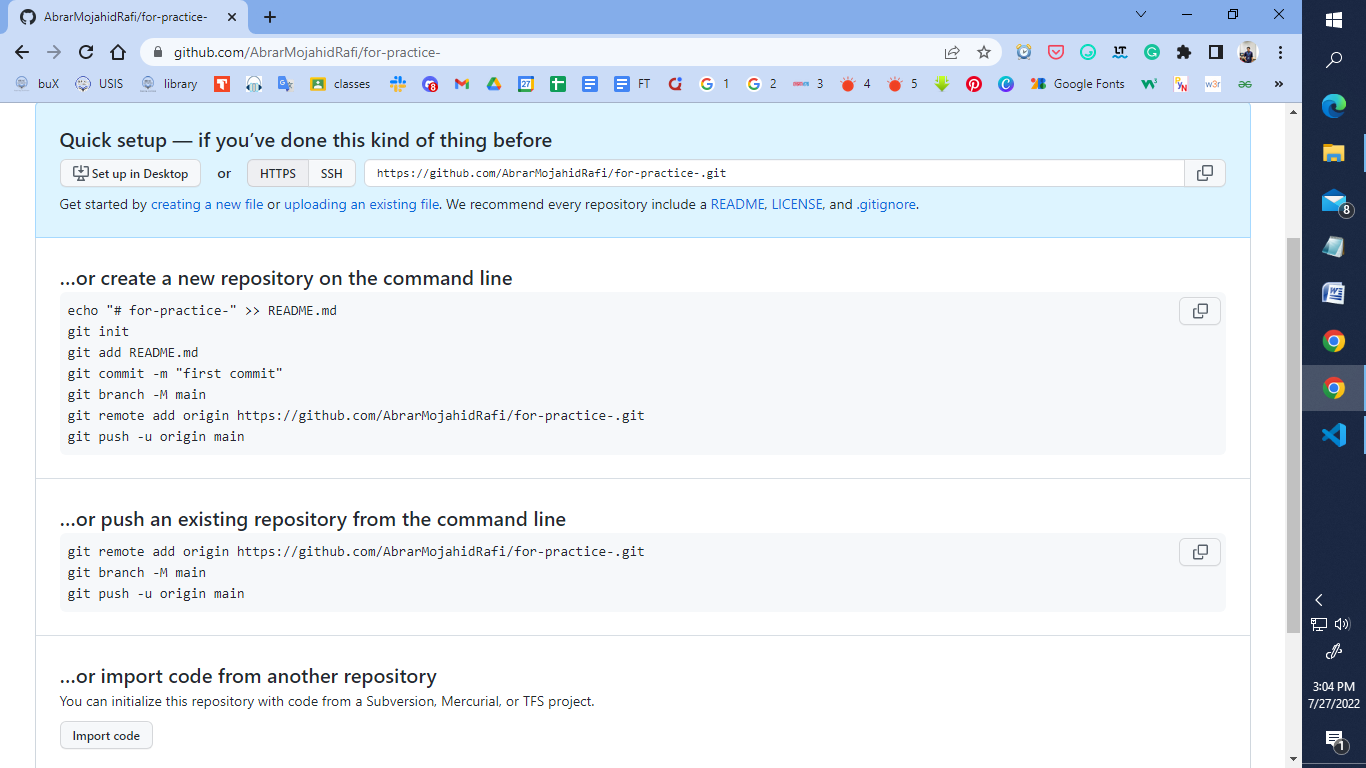 AbrarMojahidRafi/for-practice-
github.com/AbrarMojahidRafi/for-practice-
buX USIS library classes 8 27 FT 1 2 3 4 5 Google Fonts w3r »
Quick setup — if you’ve done this kind of thing before
Set up in Desktop or HTTPS SSH https://github.com/AbrarMojahidRafi/for-practice-.git
Get started by creating a new file or uploading an existing file. We recommend every repository include a README, LICENSE, and .gitignore.
…or create a new repository on the command line
echo "# for-practice-" >> README.md
git init
git add README.md
git commit -m "first commit"
git branch -M main
git remote add origin https://github.com/AbrarMojahidRafi/for-practice-.git
git push -u origin main
…or push an existing repository from the command line
git remote add origin https://github.com/AbrarMojahidRafi/for-practice-.git
git branch -M main
git push -u origin main
…or import code from another repository
You can initialize this repository with code from a Subversion, Mercurial, or TFS project.
Import code
8
3:04 PM
7/27/2022
1